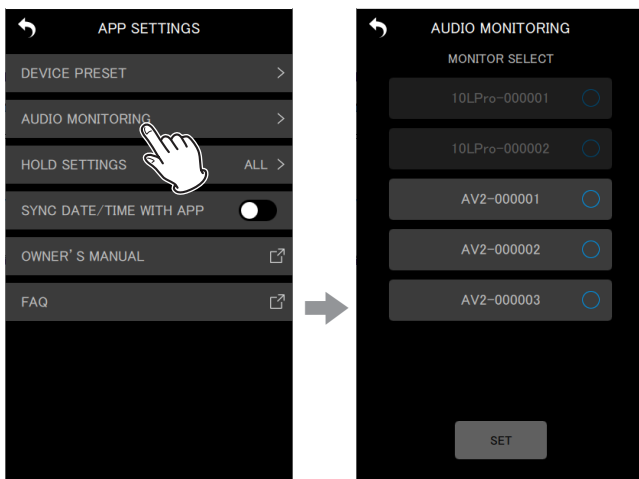 APP SETTINGS
DEVICE PRESET
AUDIO MONITORING
HOLD SETTINGS ALL
SYNC DATE/TIME WITH APP
OWNER'S MANUAL
FAQ
AUDIO MONITORING
MONITOR SELECT
10LPro-000001
10LPro-000002
AV2-000001
AV2-000002
AV2-000003
SET